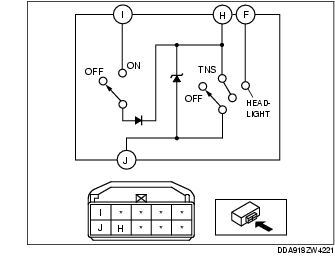 I H F
OFF ON TNS
OFF HEAD-
LIGHT
J
I * * * *
J H * * *
DDA918ZW4221